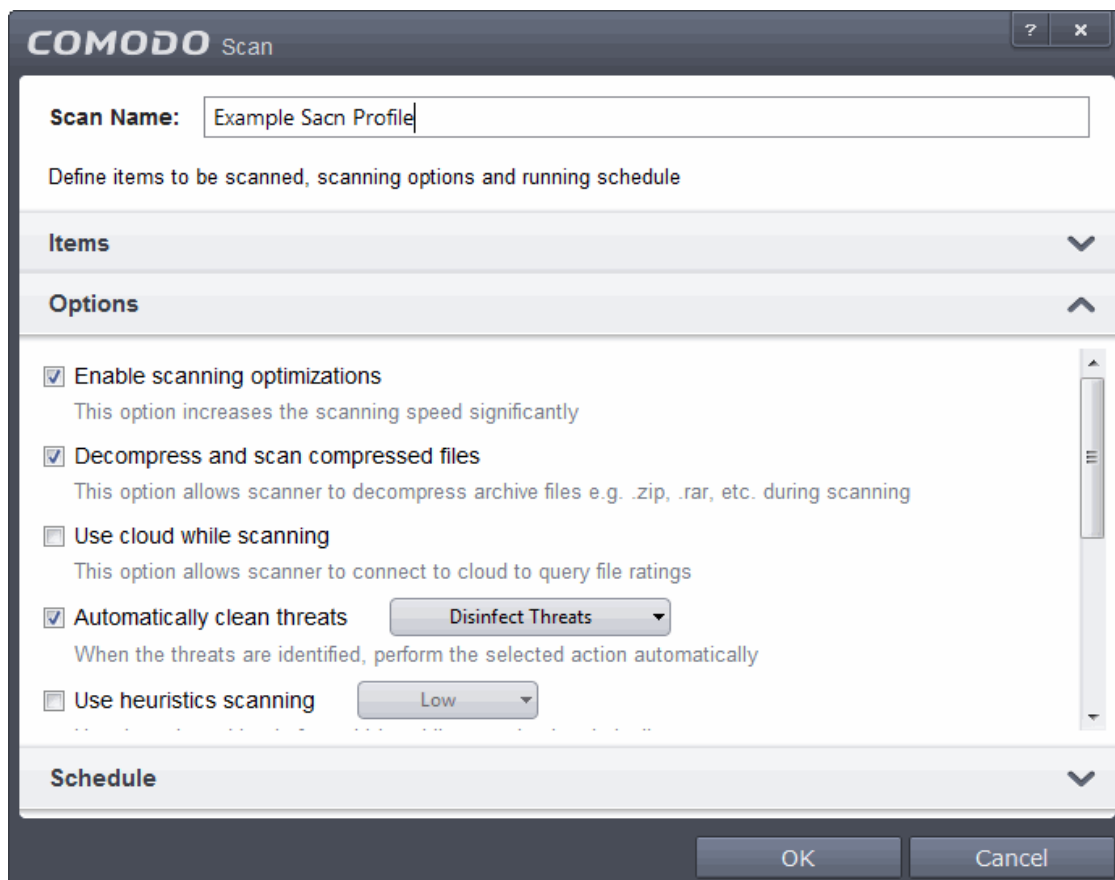 COMODO Scan
? ×
Scan Name: Example Sacn Profile
Define items to be scanned, scanning options and running schedule
Items
Options
Enable scanning optimizations
This option increases the scanning speed significantly
Decompress and scan compressed files
This option allows scanner to decompress archive files e.g. .zip, .rar, etc. during scanning
Use cloud while scanning
This option allows scanner to connect to cloud to query file ratings
Automatically clean threats Disinfect Threats
When the threats are identified, perform the selected action automatically
Use heuristics scanning Low
Schedule
OK Cancel